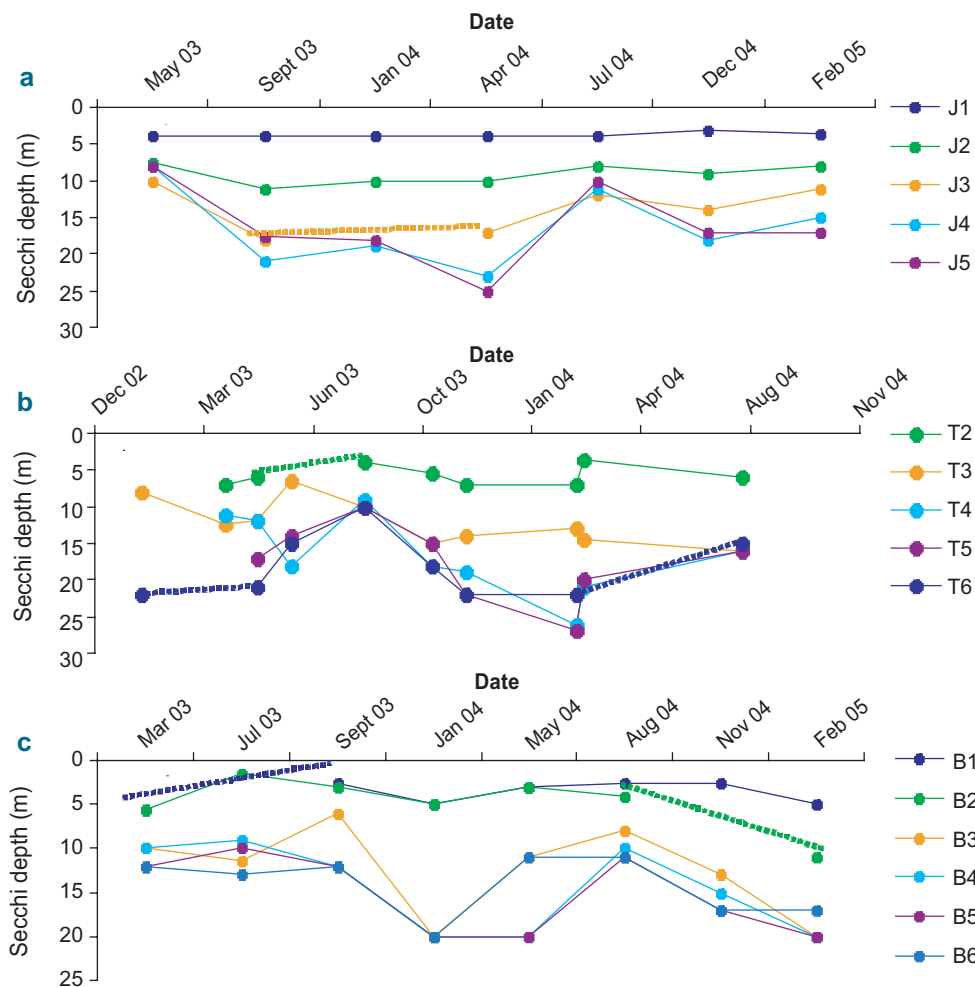 Date
May 03 Sept 03 Jan 04 Apr 04 Jul 04 Dec 04 Feb 05
a
0
5
10
15
20
25
30
Secchi depth (m)
J1
J2
J3
J4
J5
Date
Dec 02 Mar 03 Jun 03 Oct 03 Jan 04 Apr 04 Aug 04 Nov 04
b
0
5
10
15
20
25
30
Secchi depth (m)
T2
T3
T4
T5
T6
Date
Mar 03 Jul 03 Sept 03 Jan 04 May 04 Aug 04 Nov 04 Feb 05
c
0
5
10
15
20
25
Secchi depth (m)
B1
B2
B3
B4
B5
B6